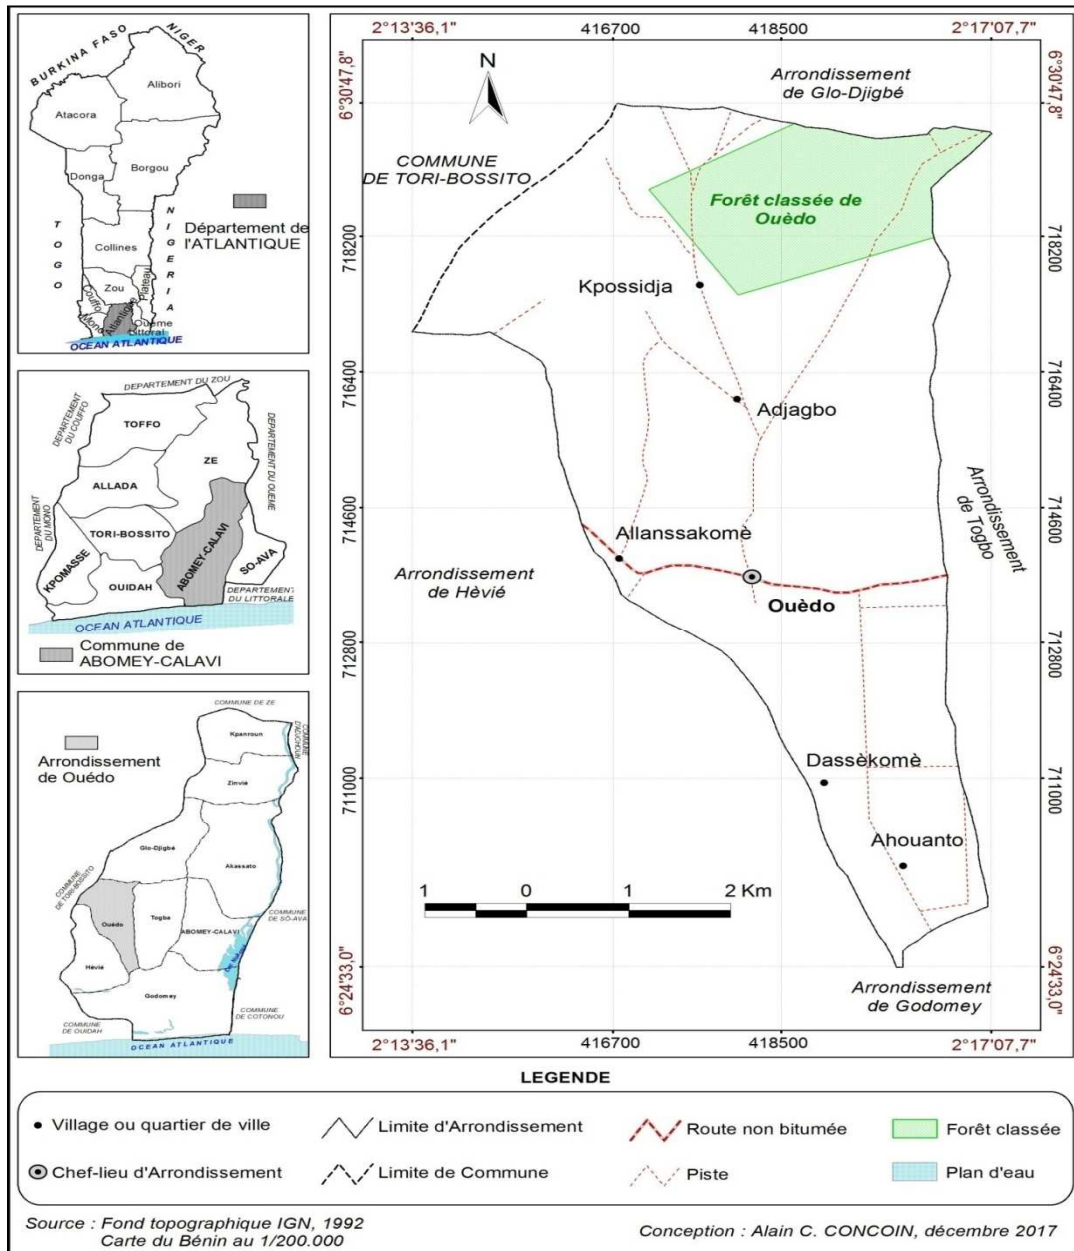 BURKINA FASO
NIGER
Alibori
Atacora
Borgou
Donga
TOGO
NIGERIA
Département de
l'ATLANTIQUE
Collines
Zou
Plateau
Couffo
Mono
Atlantique
Ouémé
Littoral
OCEAN ATLANTIQUE
DEPARTEMENT DU ZOU
DEPARTEMENT
DU COUFFO
TOFFO
ZE
DEPARTEMENT DU OUEME
ALLADA
DEPARTEMENT
DU MONO
TORI-BOSSITO
KPOMASSE
OUIDAH
ABOMEY-CALAVI
SO-AVA
DEPARTEMENT
DU LITTORALE
OCEAN ATLANTIQUE
Commune de
ABOMEY-CALAVI
COMMUNE DE ZE
Kpanroun
COMMUNE
Arrondissement
de Ouédo
Zinvié
Glo-Djigbé
Akassato
COMMUNE
DE TORI-BOSSITO
Ouèdo
Togba
ABOMEY-CALAVI
COMMUNE
DE SÔ-AVA
Hèvié
Godomey
COMMUNE
DE OUIDAH
COMMUNE
DE COTONOU
OCEAN ATLANTIQUE
2°13'36,1"
416700
418500
2°17'07,7"
6°30'47,8"
6°30'47,8"
N
Arrondissement
de Glo-Djigbé
COMMUNE
DE TORI-BOSSITO
Forêt classée de
Ouèdo
718200
718200
Kpossidja
716400
716400
Adjagbo
Arrondissement
de Togbo
714600
714600
Allanssakomè
Arrondissement
de Hèvié
Ouèdo
712800
712800
Dassèkomè
711000
711000
Ahouanto
1 0 1 2 Km
6°24'33,0"
6°24'33,0"
Arrondissement
de Godomey
2°13'36,1"
416700
418500
2°17'07,7"
LEGENDE
Village ou quartier de ville
Limite d'Arrondissement
Route non bitumée
Forêt classée
Chef-lieu d'Arrondissement
Limite de Commune
Piste
Plan d'eau
Source : Fond topographique IGN, 1992
Carte du Bénin au 1/200.000
Conception : Alain C. CONCOIN, décembre 2017